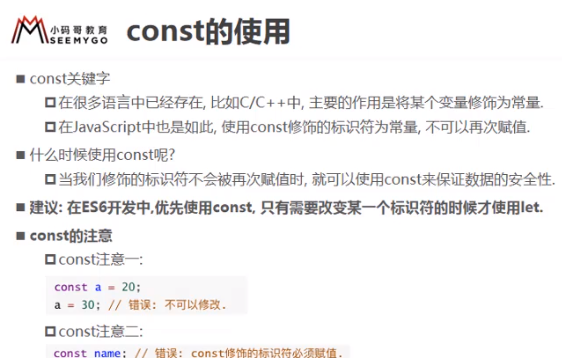 小码哥教育
SEEMYGO
const的使用
const关键字
在很多语言中已经存在, 比如C/C++中, 主要的作用是将某个变量修饰为常量.
在JavaScript中也是如此, 使用const修饰的标识符为常量, 不可以再次赋值.
什么时候使用const呢?
当我们修饰的标识符不会被再次赋值时, 就可以使用const来保证数据的安全性.
建议: 在ES6开发中,优先使用const, 只有需要改变某一个标识符的时候才使用let.
const的注意
const注意一:
const a = 20;
a = 30; // 错误: 不可以修改.
const注意二:
const name; // 错误: const修饰的标识符必须赋值.